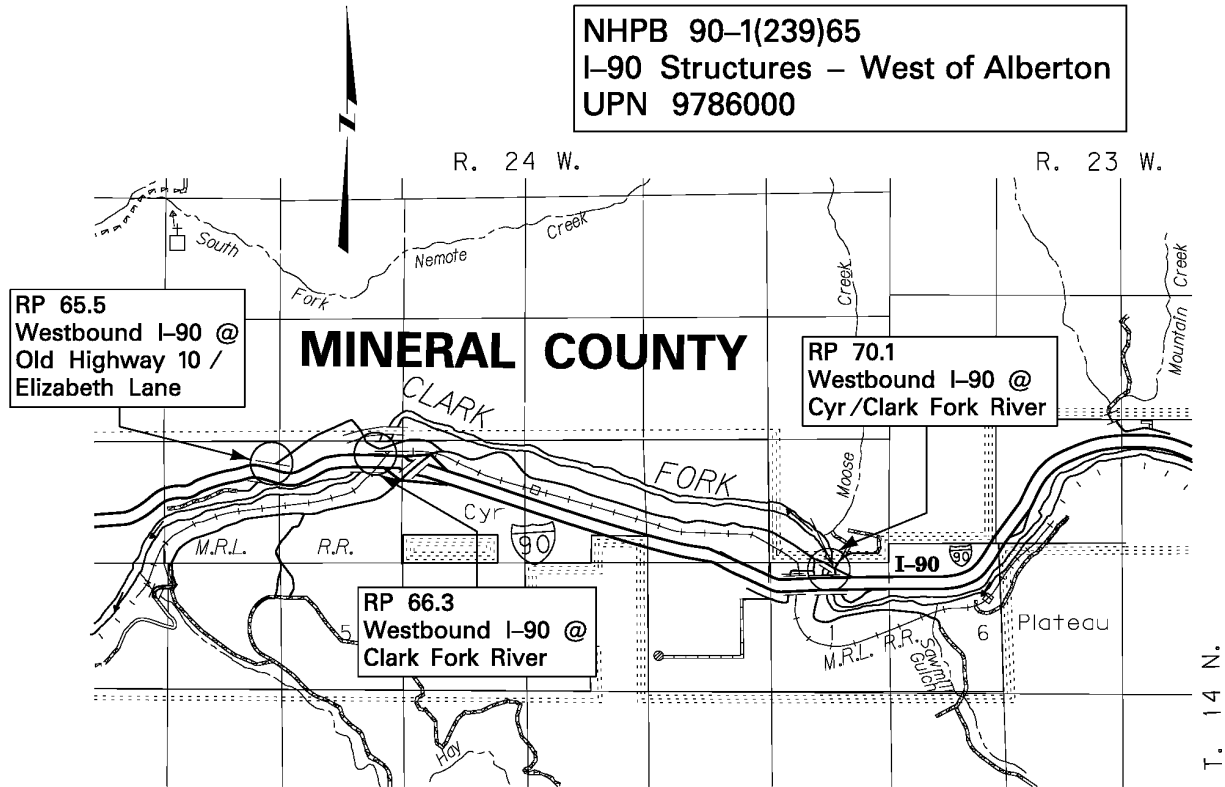 NHPB 90–1(239)65
I–90 Structures – West of Alberton
UPN 9786000
N
R. 24 W.
R. 23 W.
South
Fork
Nemote
Creek
Creek
Moose
Mountain Creek
RP 65.5
Westbound I–90 @
Old Highway 10 /
Elizabeth Lane
MINERAL COUNTY
RP 70.1
Westbound I–90 @
Cyr/Clark Fork River
CLARK
FORK
Cyr
90
I–90
90
M.R.L. R.R.
RP 66.3
Westbound I–90 @
Clark Fork River
5
1
6
Plateau
M.R.L. R.R.
Sawmill
Gulch
Hay
T. 14 N.